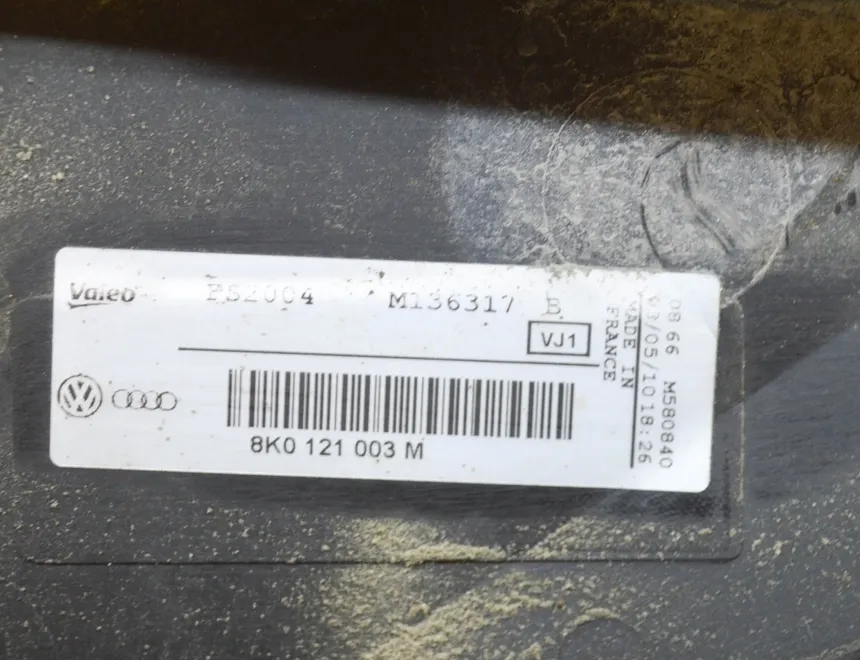 Valeo F52004 M136317 B
VJ1
8K0 121 003 M
MADE IN
FRANCE
08 66 M580840
03/05/10 18:26